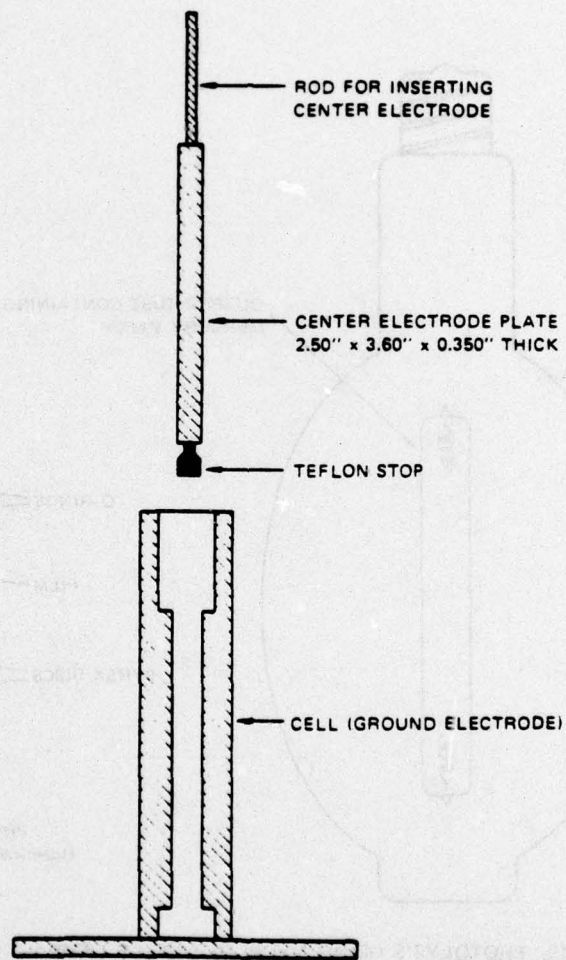 ROD FOR INSERTING
CENTER ELECTRODE
CENTER ELECTRODE PLATE
2.50" x 3.60" x 0.350" THICK
TEFLON STOP
CELL (GROUND ELECTRODE)